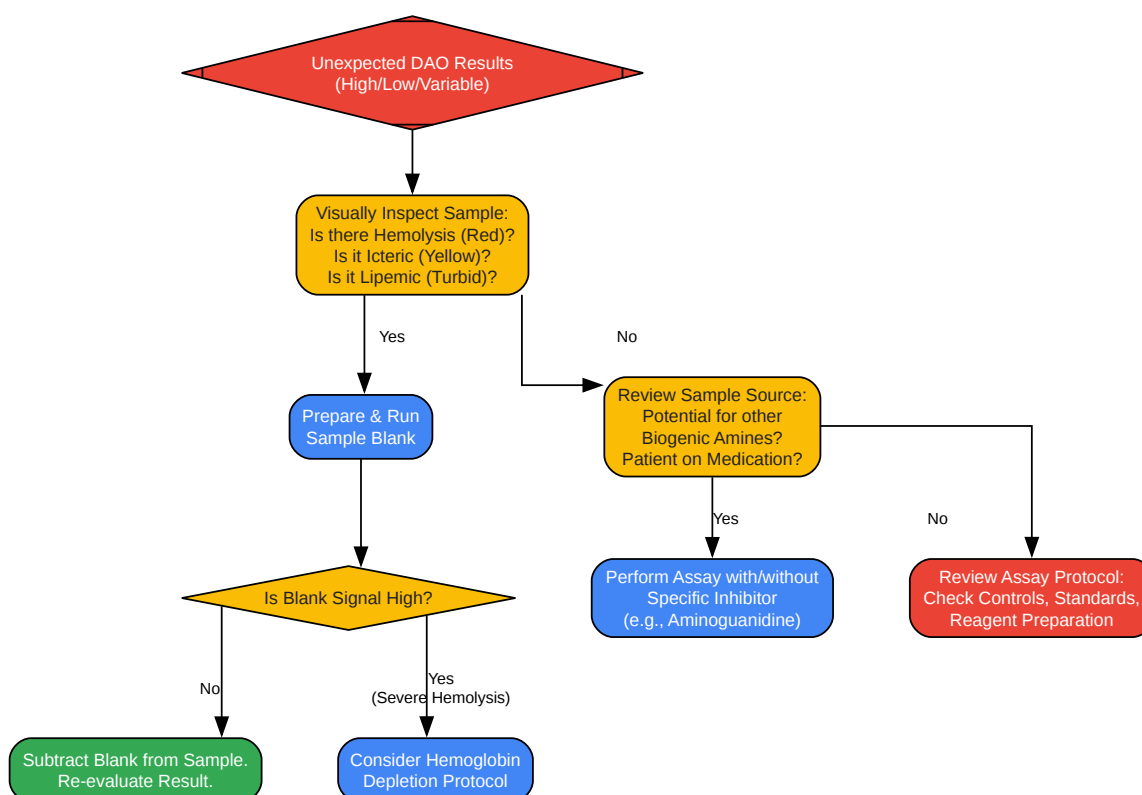 Unexpected DAO Results
(High/Low/Variable)
Visually Inspect Sample:
Is there Hemolysis (Red)?
Is it Icteric (Yellow)?
Is it Lipemic (Turbid)?
Yes
No
Prepare & Run
Sample Blank
Review Sample Source:
Potential for other
Biogenic Amines?
Patient on Medication?
Yes
No
Is Blank Signal High?
Perform Assay with/without
Specific Inhibitor
(e.g., Aminoguanidine)
Review Assay Protocol:
Check Controls, Standards,
Reagent Preparation
No
Yes
(Severe Hemolysis)
Subtract Blank from Sample.
Re-evaluate Result.
Consider Hemoglobin
Depletion Protocol